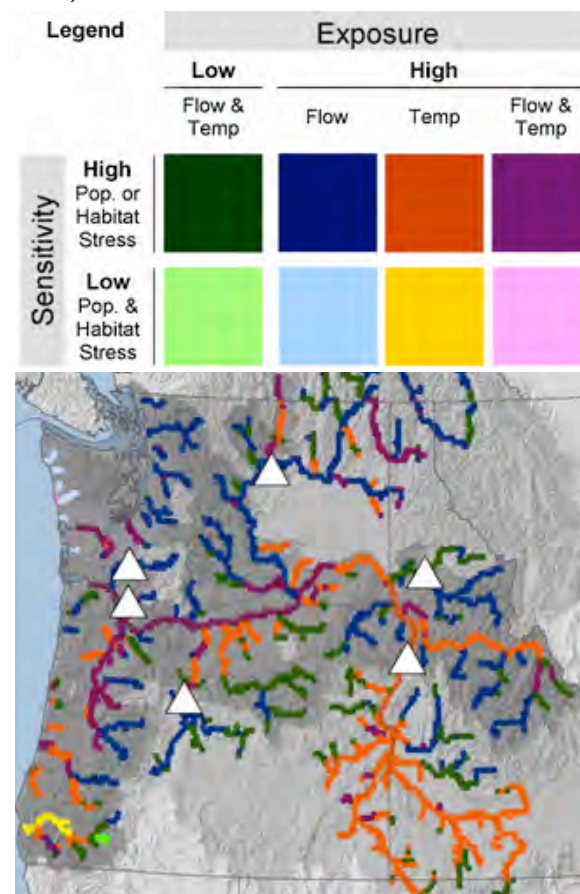 Legend
Exposure
Low
High
Flow &
Temp
Flow
Temp
Flow &
Temp
Sensitivity
High
Pop. or
Habitat
Stress
Low
Pop. &
Habitat
Stress